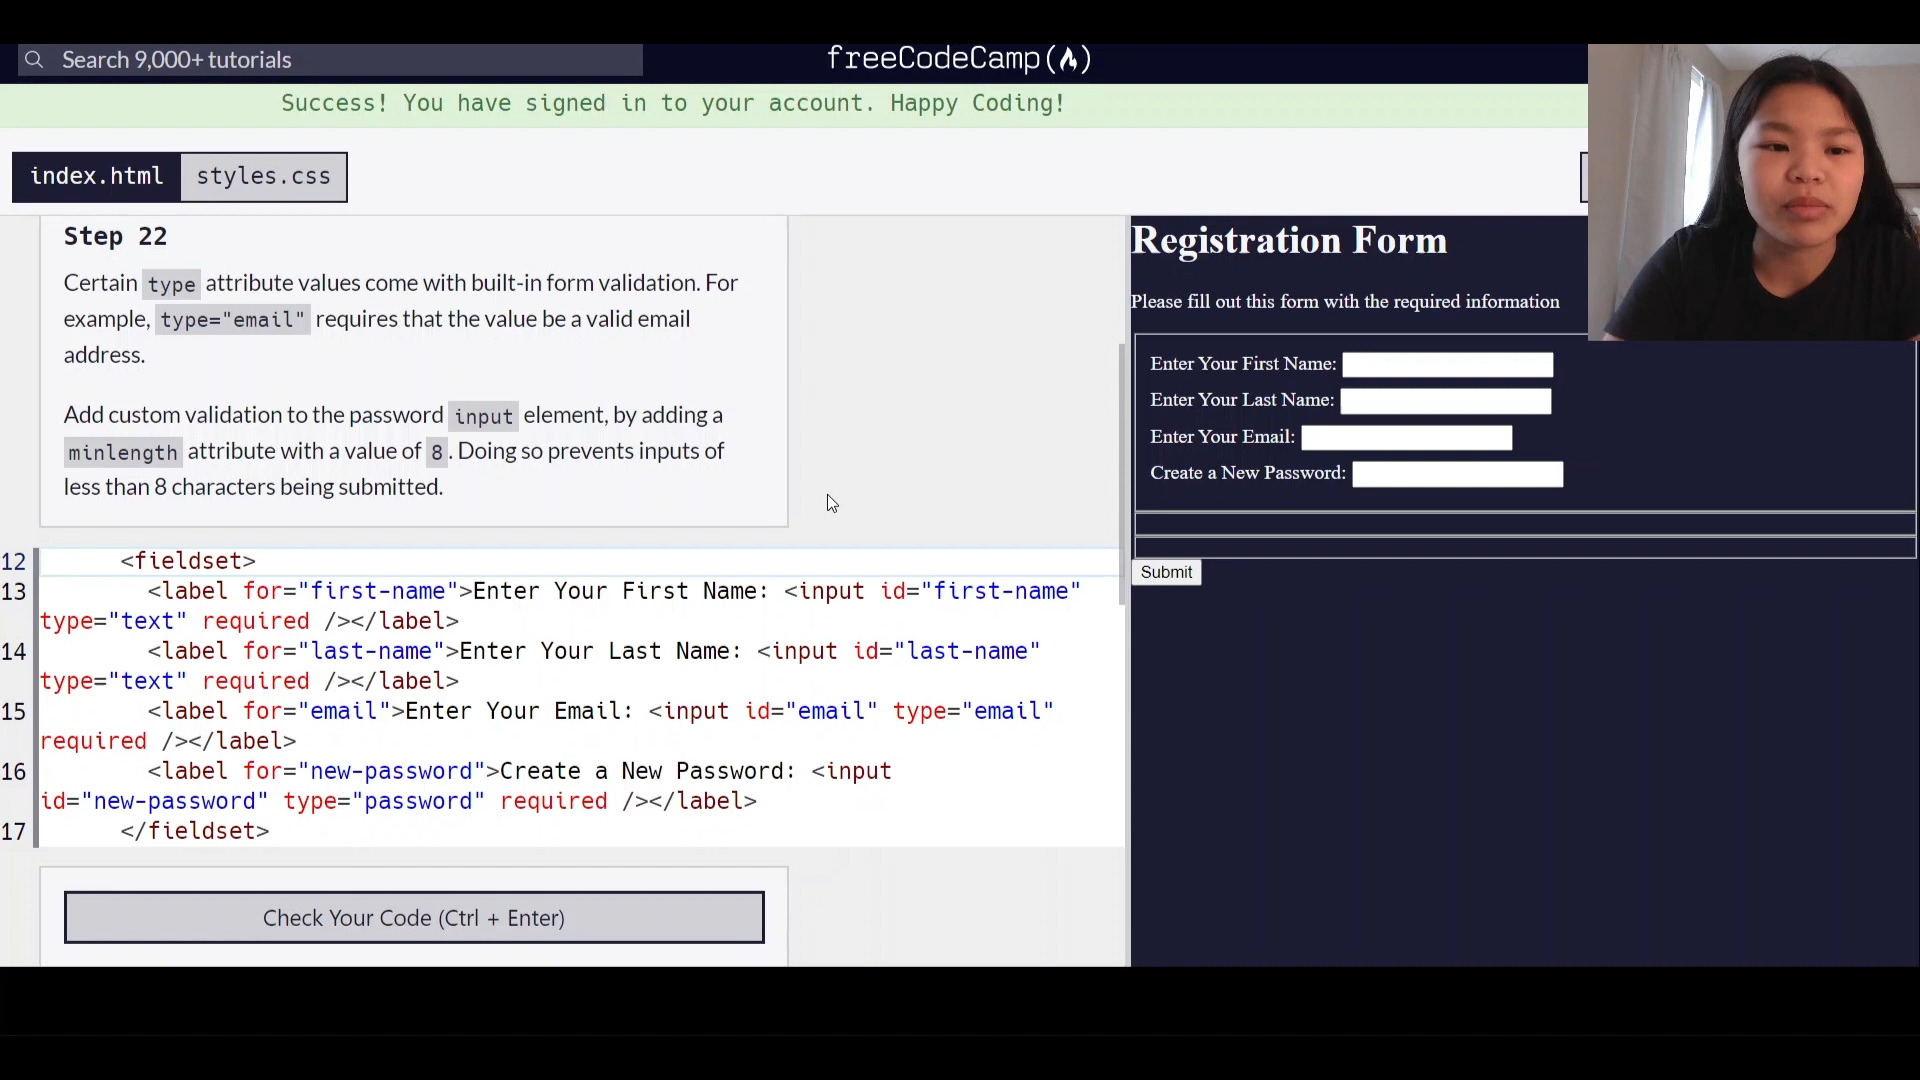 Search 9,000+ tutorials
freeCodeCamp(🔥)
Success! You have signed in to your account. Happy Coding!
index.html
styles.css
Step 22
Certain type attribute values come with built-in form validation. For
example, type="email" requires that the value be a valid email
address.
Add custom validation to the password input element, by adding a
minlength attribute with a value of 8. Doing so prevents inputs of
less than 8 characters being submitted.
12 <fieldset>
13 <label for="first-name">Enter Your First Name: <input id="first-name"
type="text" required /></label>
14 <label for="last-name">Enter Your Last Name: <input id="last-name"
type="text" required /></label>
15 <label for="email">Enter Your Email: <input id="email" type="email"
required /></label>
16 <label for="new-password">Create a New Password: <input
id="new-password" type="password" required /></label>
17 </fieldset>
Check Your Code (Ctrl + Enter)
Registration Form
Please fill out this form with the required information
Enter Your First Name:
Enter Your Last Name:
Enter Your Email:
Create a New Password:
Submit